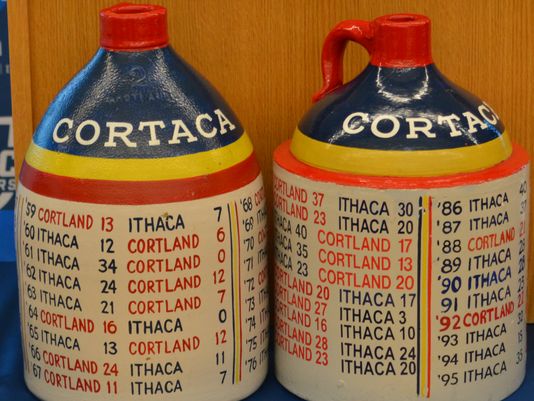 CORTACA
'59 CORTLAND 13 ITHACA 7
'60 ITHACA 12 CORTLAND 6
'61 ITHACA 34 CORTLAND 0
'62 ITHACA 24 CORTLAND 12
'63 ITHACA 21 CORTLAND 7
'64 CORTLAND 16 ITHACA 0
'65 ITHACA 13 CORTLAND 12
'66 CORTLAND 24 ITHACA
'67 CORTLAND 11 ITHACA 7
'68
'69
70
71
72
73
'74
'75
'76
CORTACA
CORTLAND 37 ITHACA 30
CORTLAND 23 ITHACA 20
ITHACA 40 CORTLAND 17
ITHACA 35 CORTLAND 13
ITHACA 23 CORTLAND 20
CORTLAND 20 ITHACA 17
CORTLAND 27 ITHACA 3
CORTLAND 16 ITHACA 10
CORTLAND 28 ITHACA 24
CORTLAND 23 ITHACA 20
'86 ITHACA 40
'87 ITHACA
'88 CORTLAND
'89 ITHACA
'90 ITHACA
'91 ITHACA
'92 CORTLAND
'93 ITHACA
'94 ITHACA
'95 ITHACA